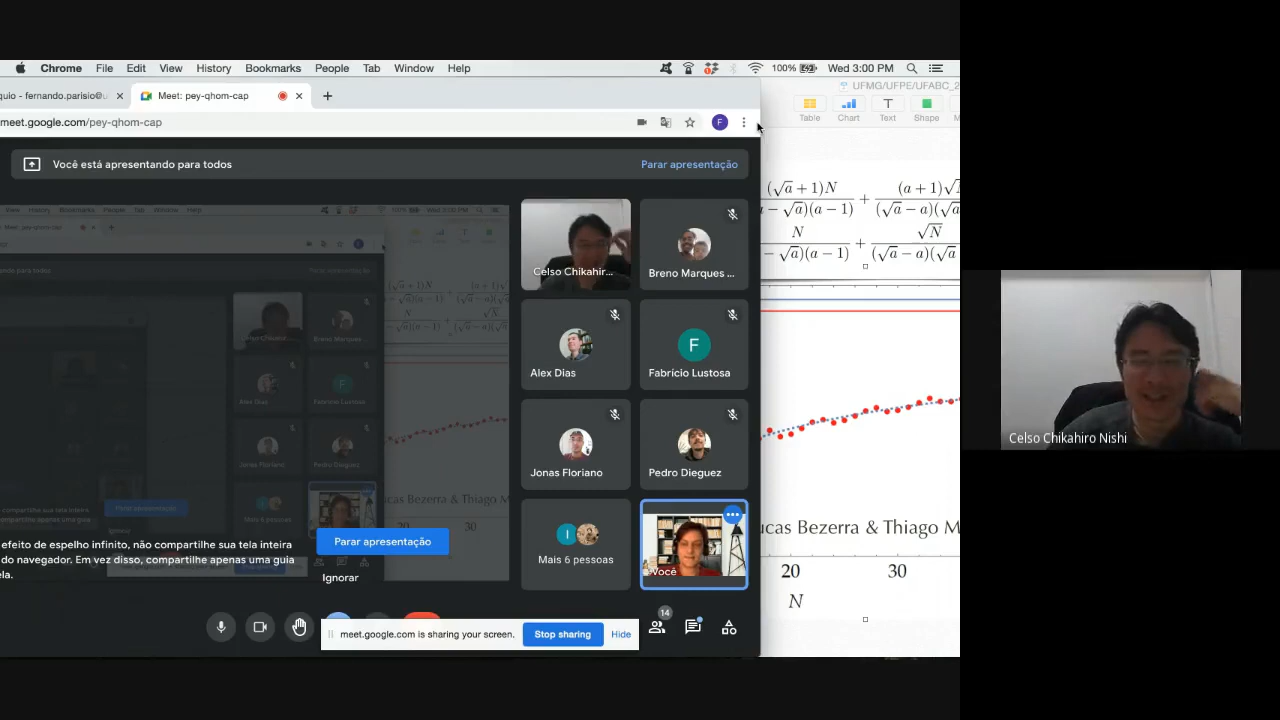 Chrome File Edit View History Bookmarks People Tab Window Help 100% Wed 3:00 PM
quio - fernando.parisio@u
Meet: pey-qhom-cap
UFMG/UFPE/UFABC_2
meet.google.com/pey-qhom-cap
F
Table Chart Text Shape
Você está apresentando para todos
Parar apresentação
(√a + 1)N
(a + 1)√N
− √a)(a − 1)
+
(√a − a)(√a
N
√N
− √a)(a − 1)
+
(√a − a)(√a
Celso Chikahir...
Breno Marques ...
Alex Dias
F
Fabrício Lustosa
Jonas Floriano
Pedro Dieguez
I
Mais 6 pessoas
Você
Celso Chikahiro Nishi
ucas Bezerra & Thiago M
20 30
N
efeito de espelho infinito, não compartilhe sua tela inteira
do navegador. Em vez disso, compartilhe apenas uma guia
ela.
Parar apresentação
Ignorar
14
meet.google.com is sharing your screen.
Stop sharing
Hide